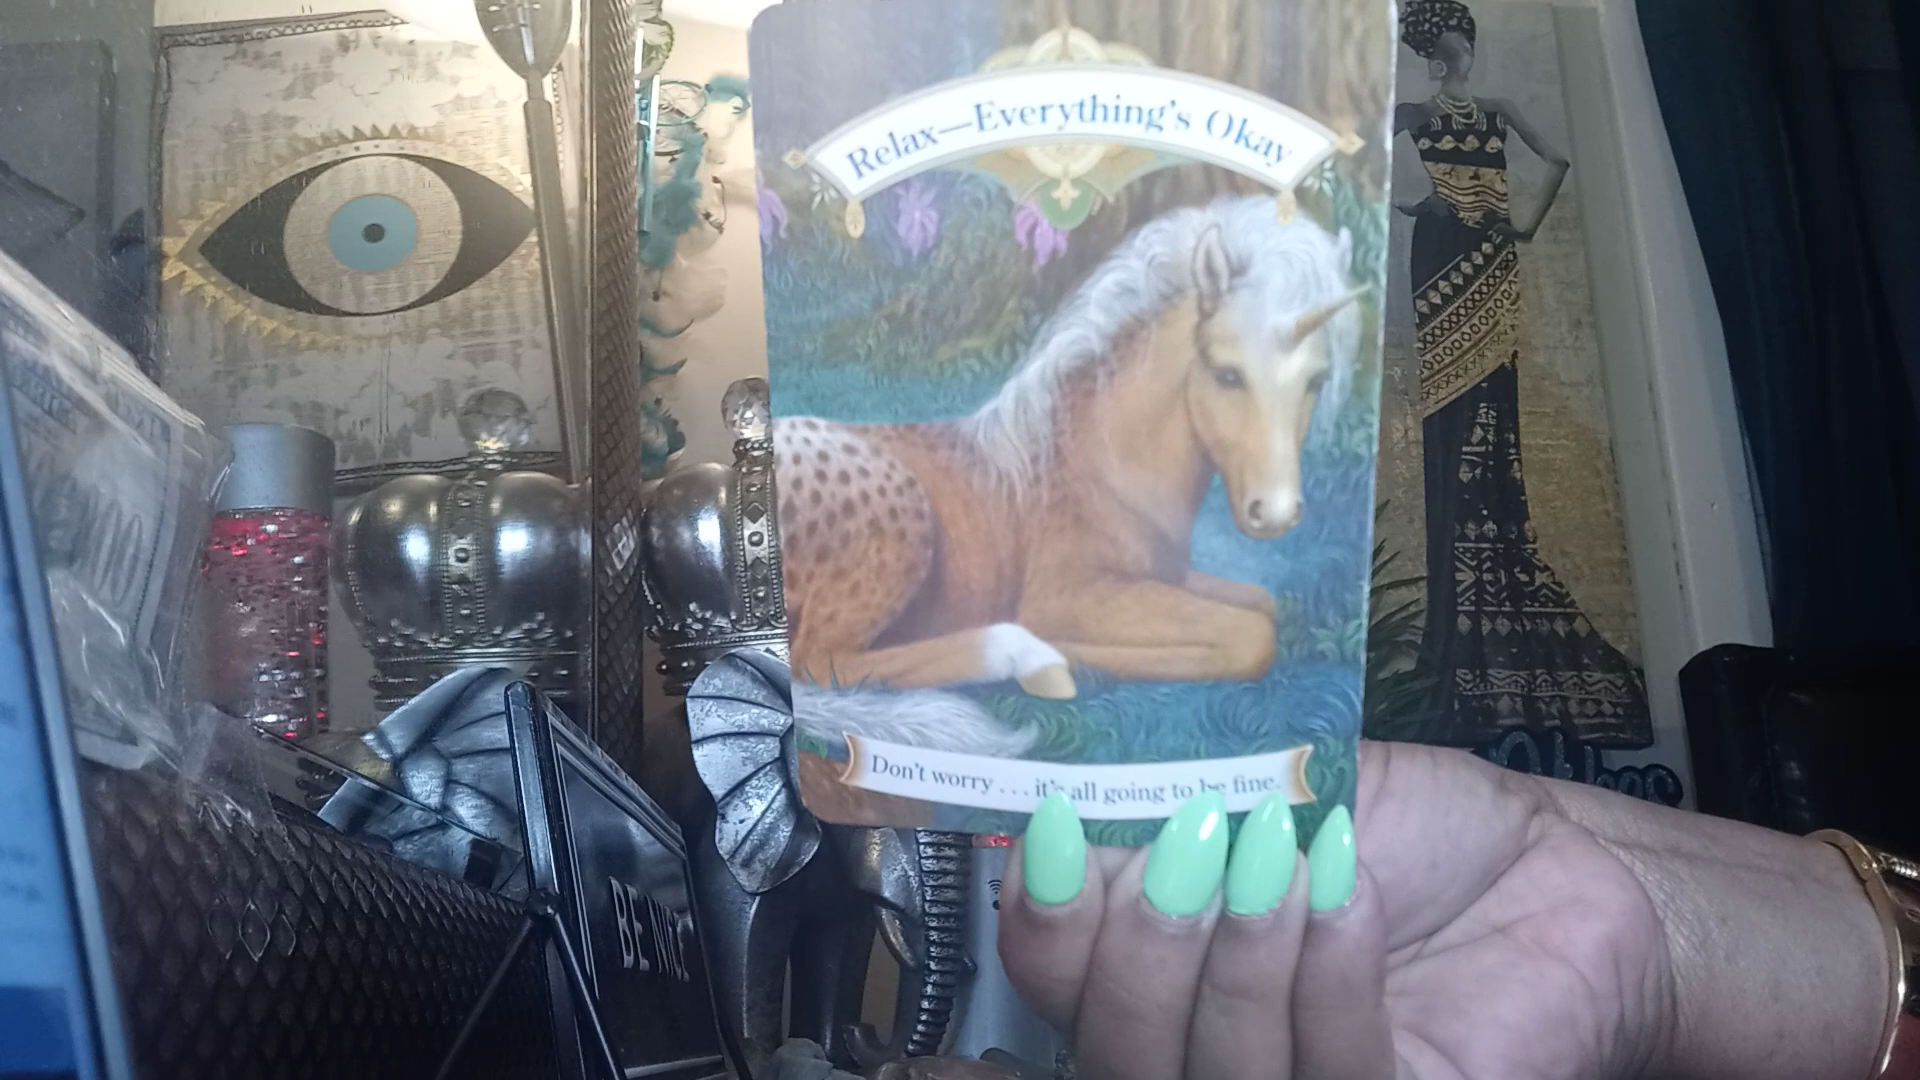 Relax—Everything's Okay
Don't worry . . . it's all going to be fine.
BE NICE